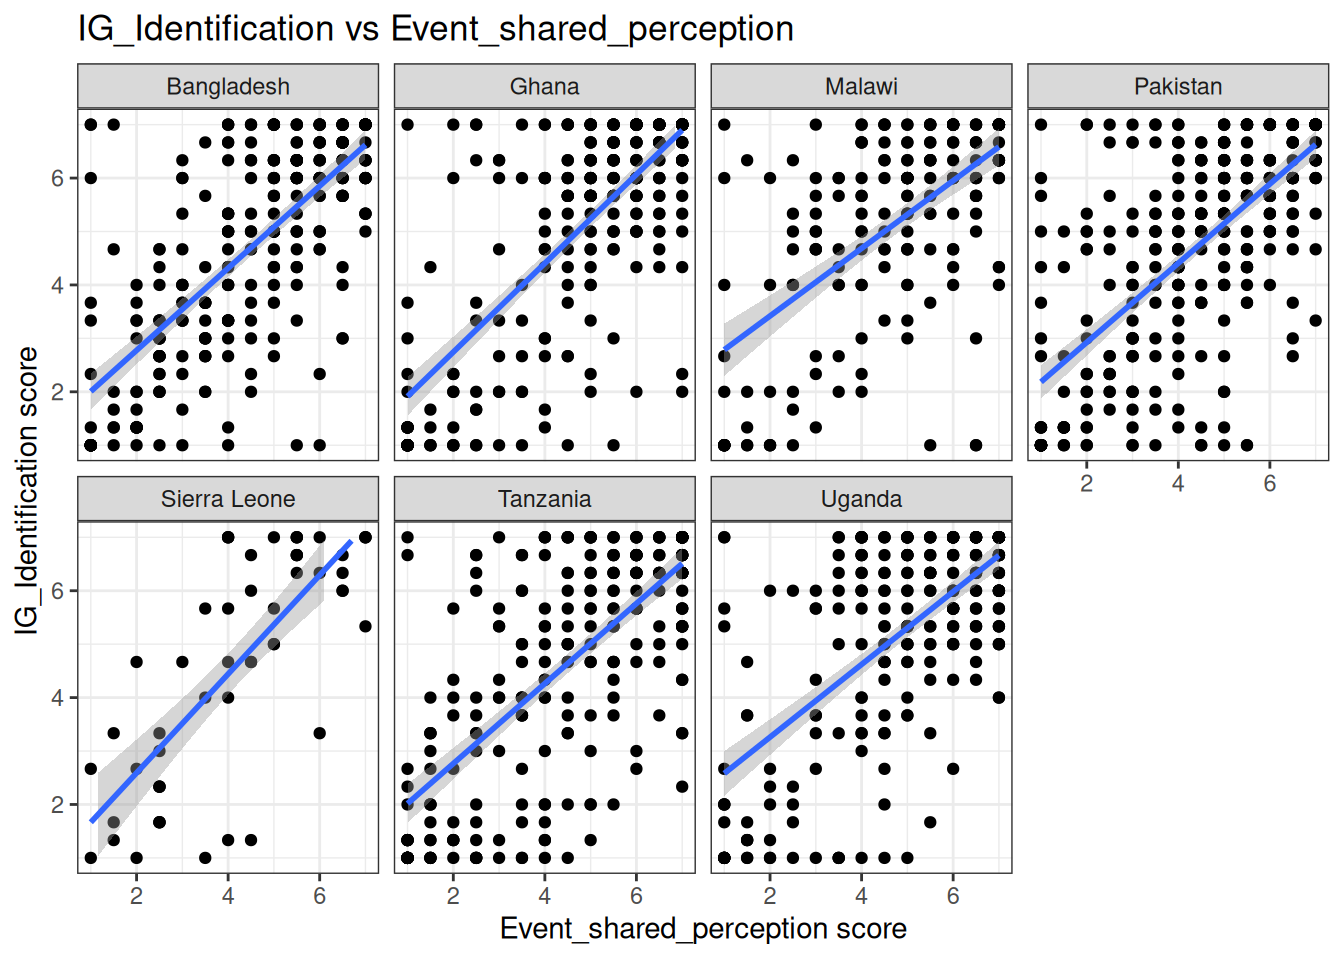 IG_Identification vs Event_shared_perception
Bangladesh
Ghana
Malawi
Pakistan
6
4
2
2 4 6
Sierra Leone
Tanzania
Uganda
6
4
2
2 4 6
2 4 6
2 4 6
IG_Identification score
Event_shared_perception score